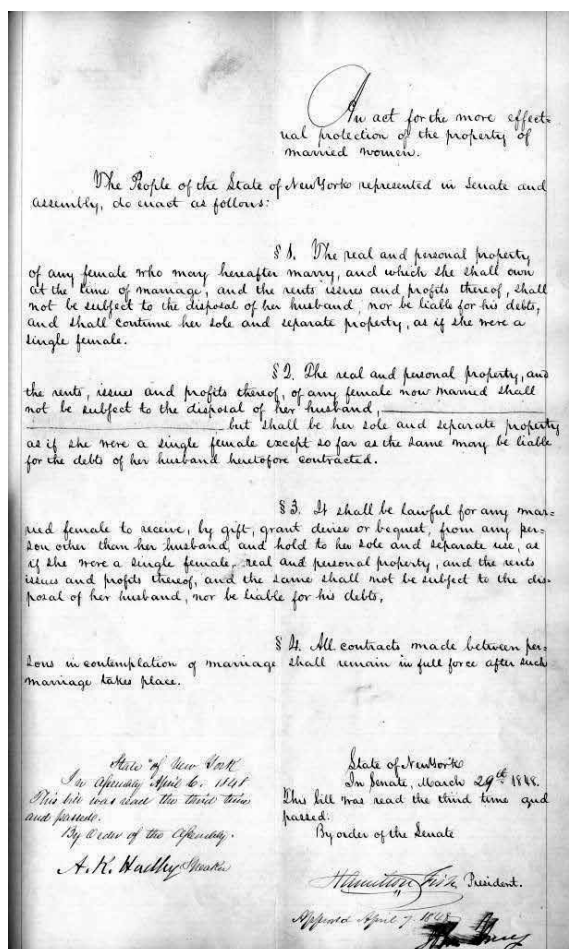 An act for the more effect-
ual protection of the property of
married women.
The People of the State of New York represented in Senate and
assembly, do enact as follows:
§ 1. The real and personal property
of any female who may hereafter marry, and which she shall own
at the time of marriage, and the rents issues and profits thereof, shall
not be subject to the disposal of her husband, nor be liable for his debts,
and shall continue her sole and separate property, as if she were a
single female.
§ 2. The real and personal property, and
the rents, issues and profits thereof, of any female now married shall
not be subject to the disposal of her husband,
but shall be her sole and separate property
as if she were a single female except so far as the same may be liable
for the debts of her husband heretofore contracted.
§ 3. It shall be lawful for any mar=
ried female to receive, by gift, grant devise or bequest, from any per=
son other than her husband, and hold to her sole and separate use, as
if she were a single female, real and personal property, and the rents
issues and profits thereof, and the same shall not be subject to the dis=
posal of her husband, nor be liable for his debts,
§ 4. All contracts made between per=
sons in contemplation of marriage shall remain in full force after such
marriage takes place.
State of New York
In Assembly April 6. 1848
This bill was read the third time
and passed.
By Order of the Assembly.
A. K. Hadley Speaker
State of New York
In Senate, March 29th 1848.
This bill was read the third time and
passed.
By order of the Senate
Hamilton Fish President.
Approved April 7. 1848